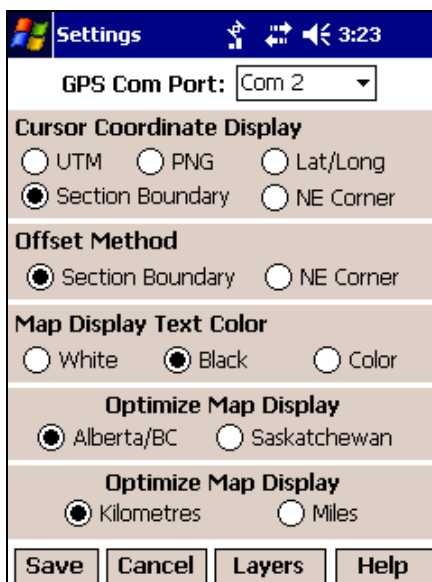 Settings 3:23
GPS Com Port: Com 2
Cursor Coordinate Display
UTM PNG Lat/Long
Section Boundary NE Corner
Offset Method
Section Boundary NE Corner
Map Display Text Color
White Black Color
Optimize Map Display
Alberta/BC Saskatchewan
Optimize Map Display
Kilometres Miles
Save Cancel Layers Help